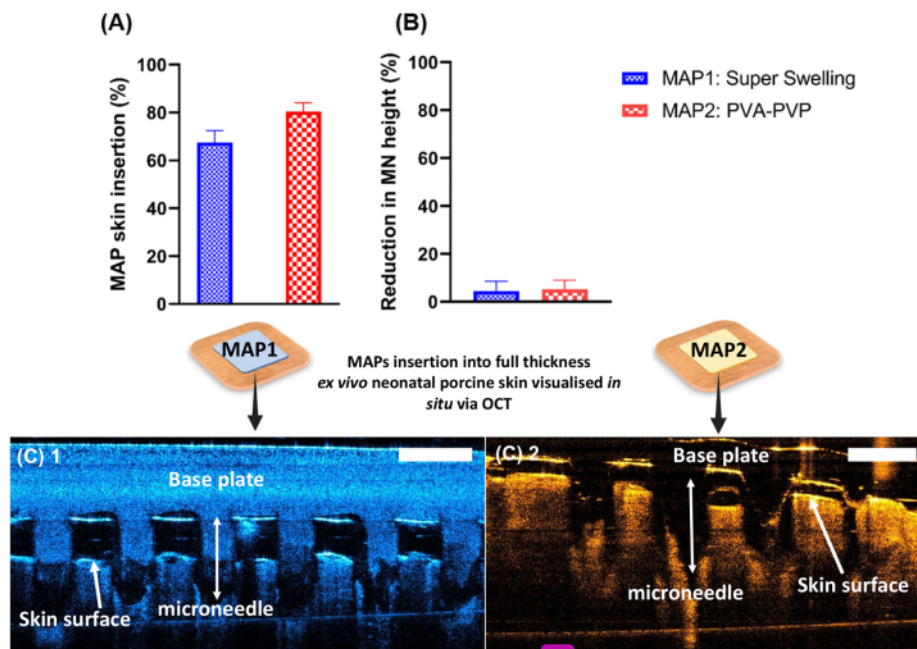 (A)
(B)
MAP skin insertion (%)
100
80
60
40
20
0
Reduction in MN height (%)
100
80
60
40
20
0
MAP1: Super Swelling
MAP2: PVA-PVP
MAP1
MAP2
MAPs insertion into full thickness
ex vivo neonatal porcine skin visualised in
situ via OCT
(C) 1
Base plate
Skin surface
microneedle
(C) 2
Base plate
Skin surface
microneedle